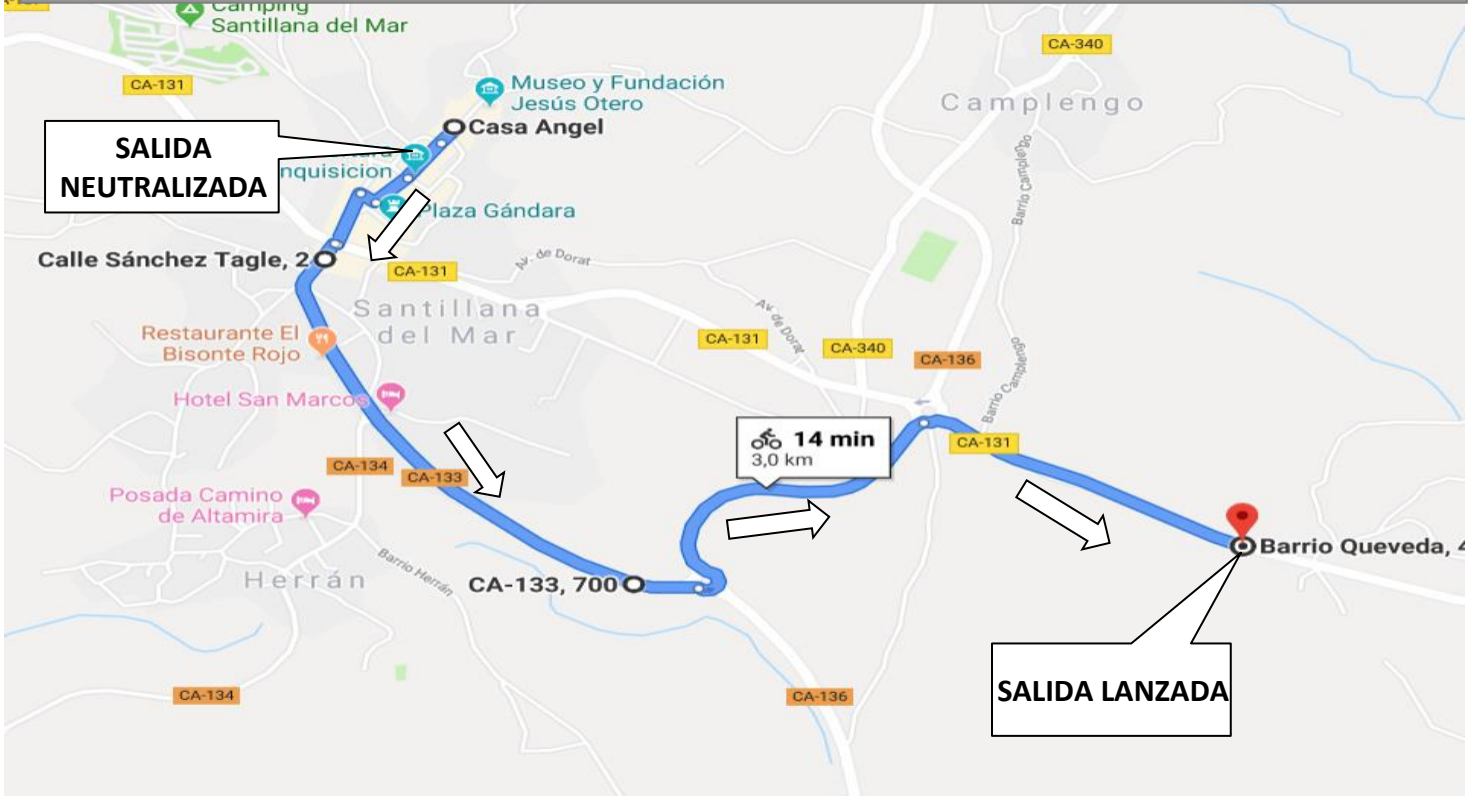 Camping
Santillana del Mar
CA-340
CA-131
Museo y Fundación
Jesús Otero
Camplengo
Casa Angel
SALIDA
NEUTRALIZADA
nquisicion
Barrio Camplengo
Plaza Gándara
Calle Sánchez Tagle, 2
CA-131
Av. de Dorat
Santillana
del Mar
Av. de Dorat
Restaurante El
Bisonte Rojo
CA-131
CA-340
CA-136
Barrio Camplengo
Hotel San Marcos
14 min
3,0 km
CA-131
CA-134
CA-133
Posada Camino
de Altamira
Barrio Queveda, 4
Barrio Herrán
Herrán
CA-133, 700
SALIDA LANZADA
CA-134
CA-136